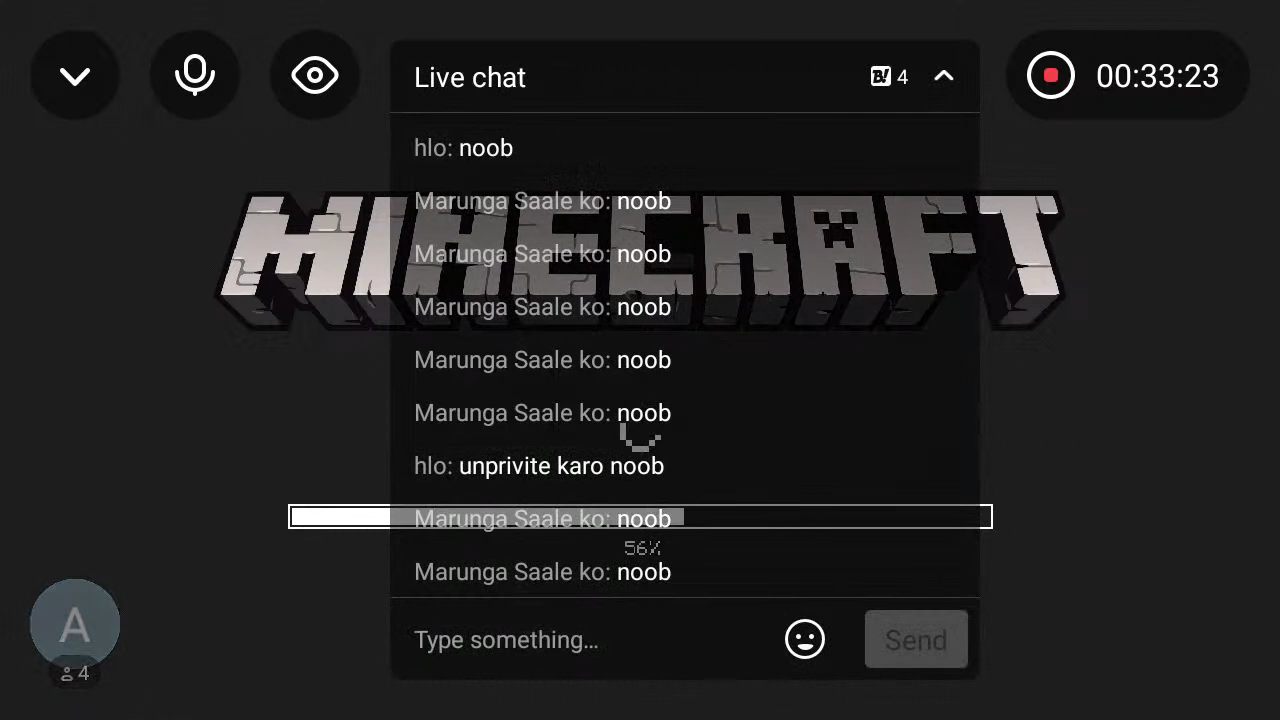 Live chat
B! 4
00:33:23
hlo: noob
MINECRAFT
Marunga Saale ko: noob
Marunga Saale ko: noob
Marunga Saale ko: noob
Marunga Saale ko: noob
Marunga Saale ko: noob
hlo: unprivite karo noob
Marunga Saale ko: noob
56%
Marunga Saale ko: noob
A
4
Type something...
Send